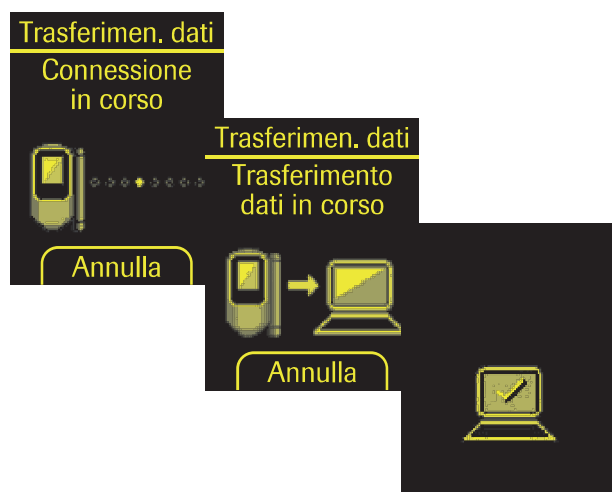 Trasferimen. dati
Connessione
in corso
Annulla
Trasferimen. dati
Trasferimento
dati in corso
Annulla